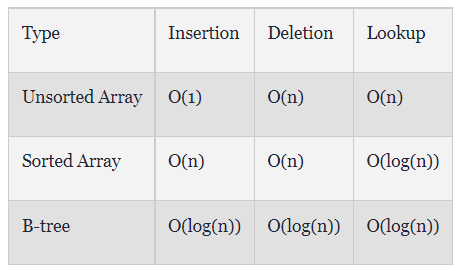 Type Insertion Deletion Lookup
Unsorted Array O(1) O(n) O(n)
Sorted Array O(n) O(n) O(log(n))
B-tree O(log(n)) O(log(n)) O(log(n))